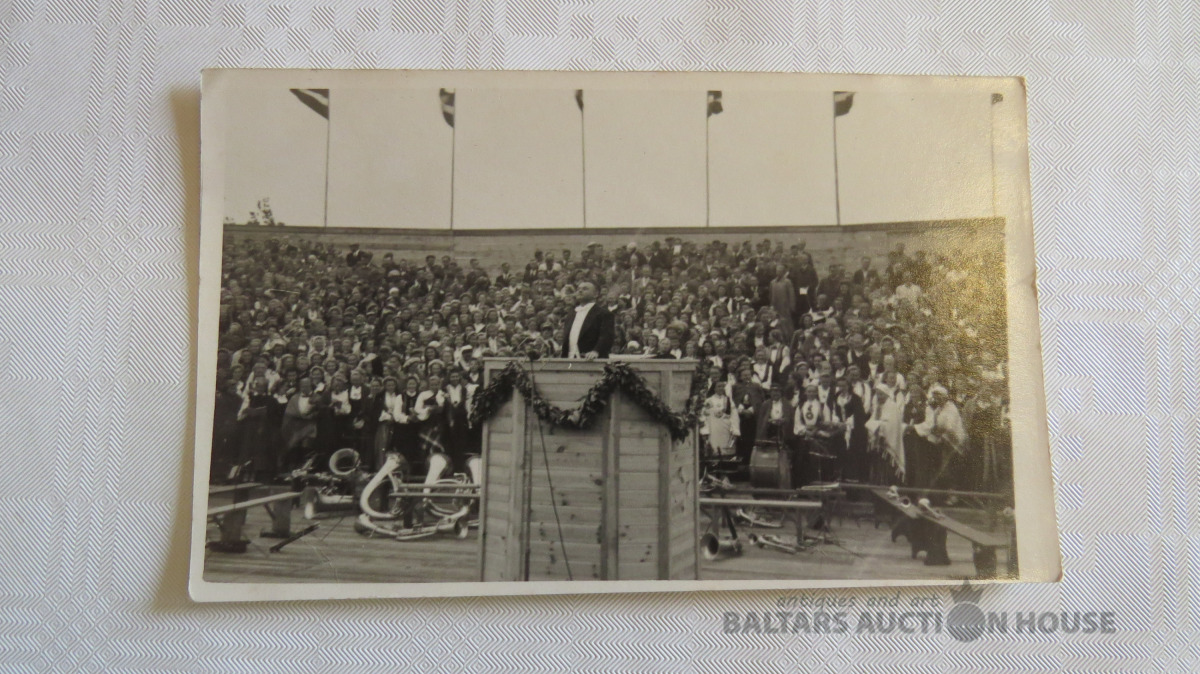 antiques and art
BALTARS AUCTION HOUSE